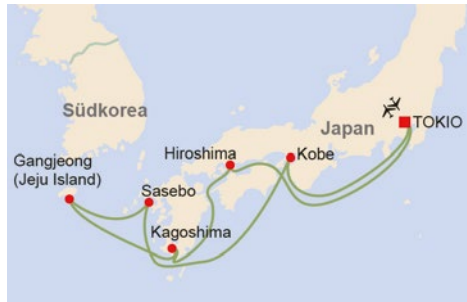 Südkorea
Japan
TOKIO
Gangjeong
(Jeju Island)
Hiroshima
Kobe
Sasebo
Kagoshima